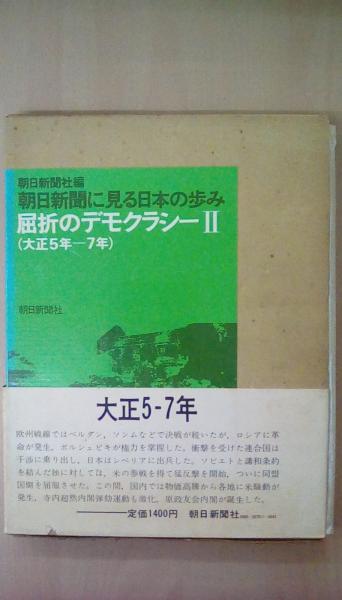 朝日新聞社編
朝日新聞に見る日本の歩み
屈折のデモクラシーII
(大正5年—7年)
朝日新聞社
大正5-7年
欧州戦線ではベルダン、ソンムなどで決戦が続いたが、ロシアに革
命が発生、ボルシェビキが権力を掌握した。衝撃を受けた連合国は
干渉に乗り出し、日本はシベリアに出兵した。ソビエトと講和条約
を結んだ独に対しては、米の参戦を得て猛反撃を開始、ついに同盟
国側を屈服させた。この間、国内では物価高騰から各地に米騒動が
発生、寺内超然内閣弾劾運動も激化、原政友会内閣が誕生した。
定価1400円 朝日新聞社